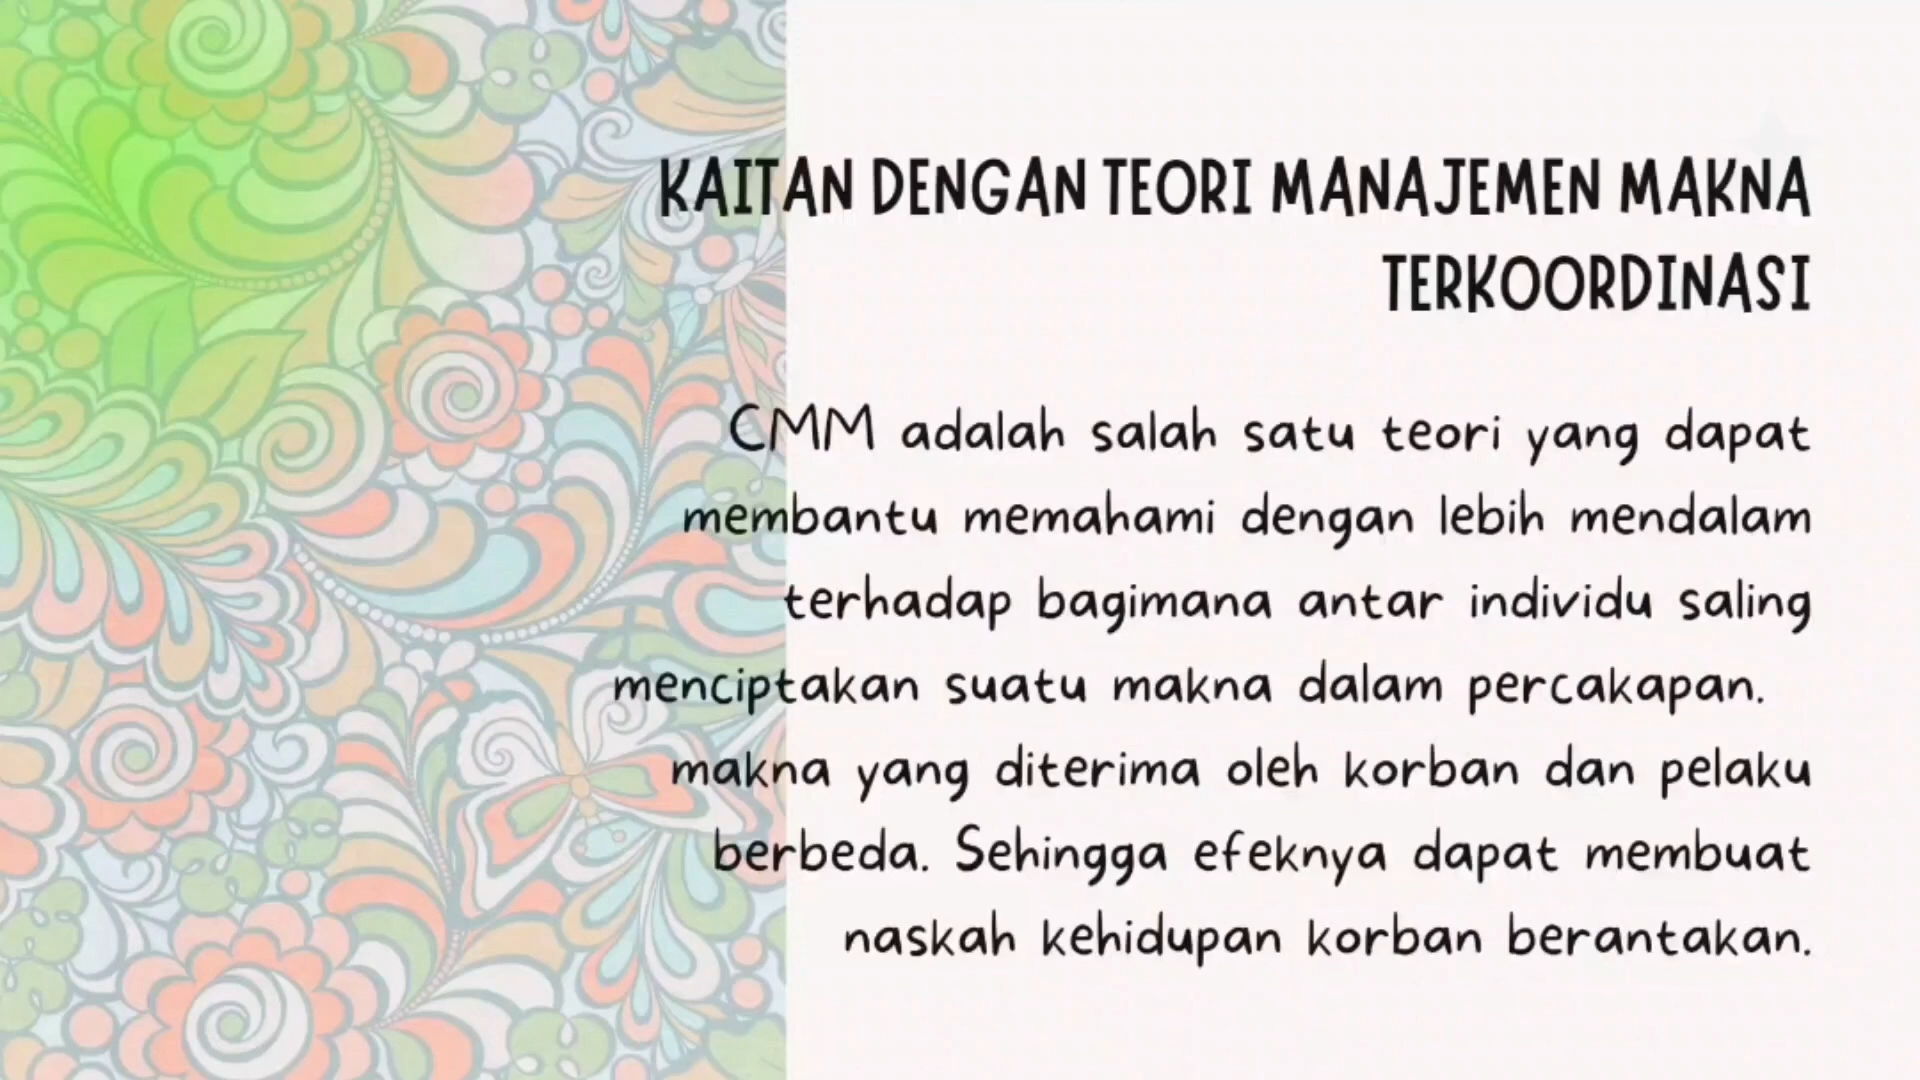 KAITAN DENGAN TEORI MANAJEMEN MAKNA
TERKOORDINASI
CMM adalah salah satu teori yang dapat
membantu memahami dengan lebih mendalam
terhadap bagimana antar individu saling
menciptakan suatu makna dalam percakapan.
makna yang diterima oleh korban dan pelaku
berbeda. Sehingga efeknya dapat membuat
naskah kehidupan korban berantakan.